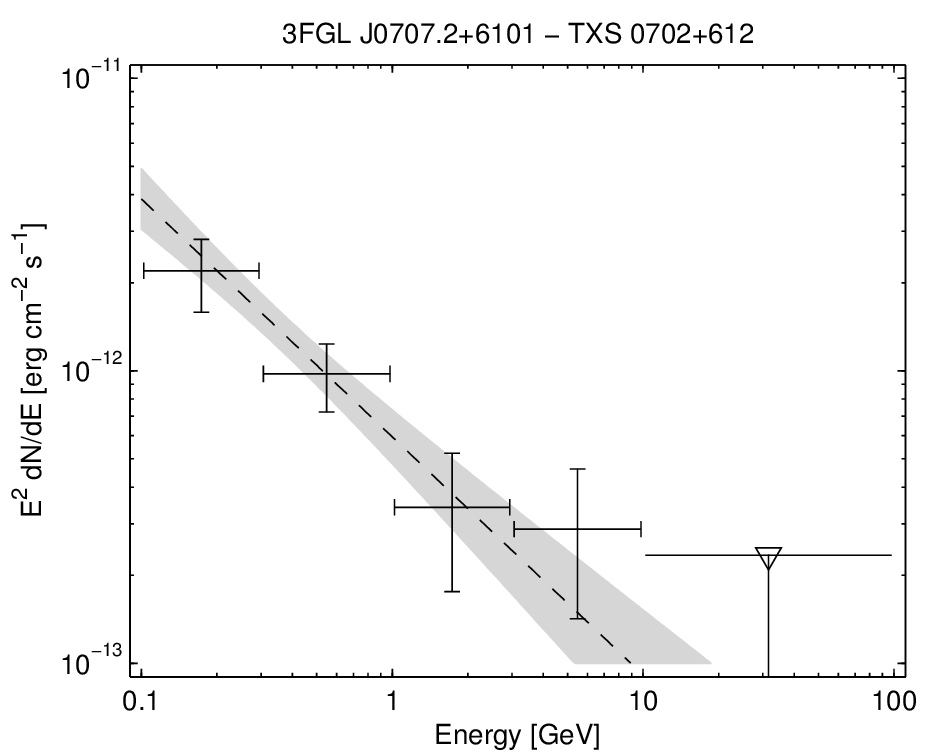 3FGL J0707.2+6101 − TXS 0702+612
10⁻¹¹
10⁻¹²
10⁻¹³
E² dN/dE [erg cm⁻² s⁻¹]
0.1 1 10 100
Energy [GeV]